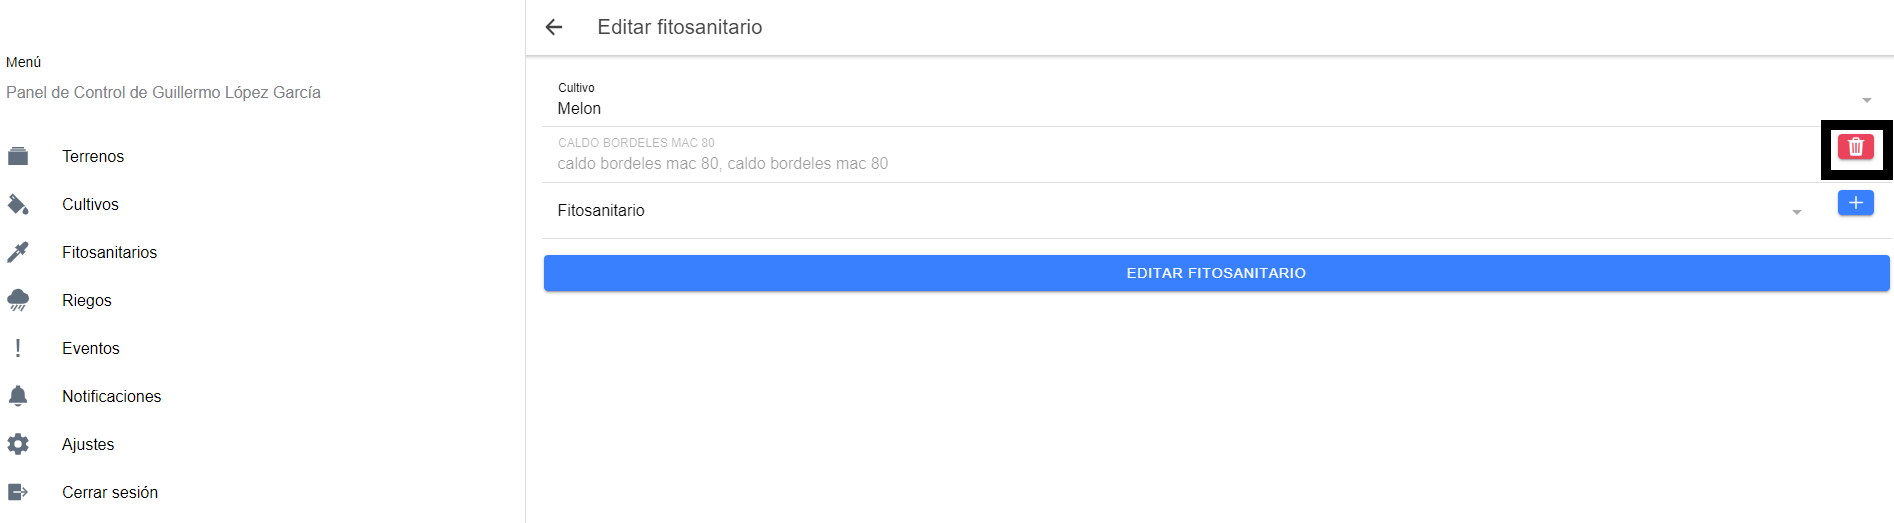 Menú
Panel de Control de Guillermo López García
Terrenos
Cultivos
Fitosanitarios
Riegos
Eventos
Notificaciones
Ajustes
Cerrar sesión
Editar fitosanitario
Cultivo
Melon
CALDO BORDELES MAC 80
caldo bordeles mac 80, caldo bordeles mac 80
Fitosanitario
EDITAR FITOSANITARIO